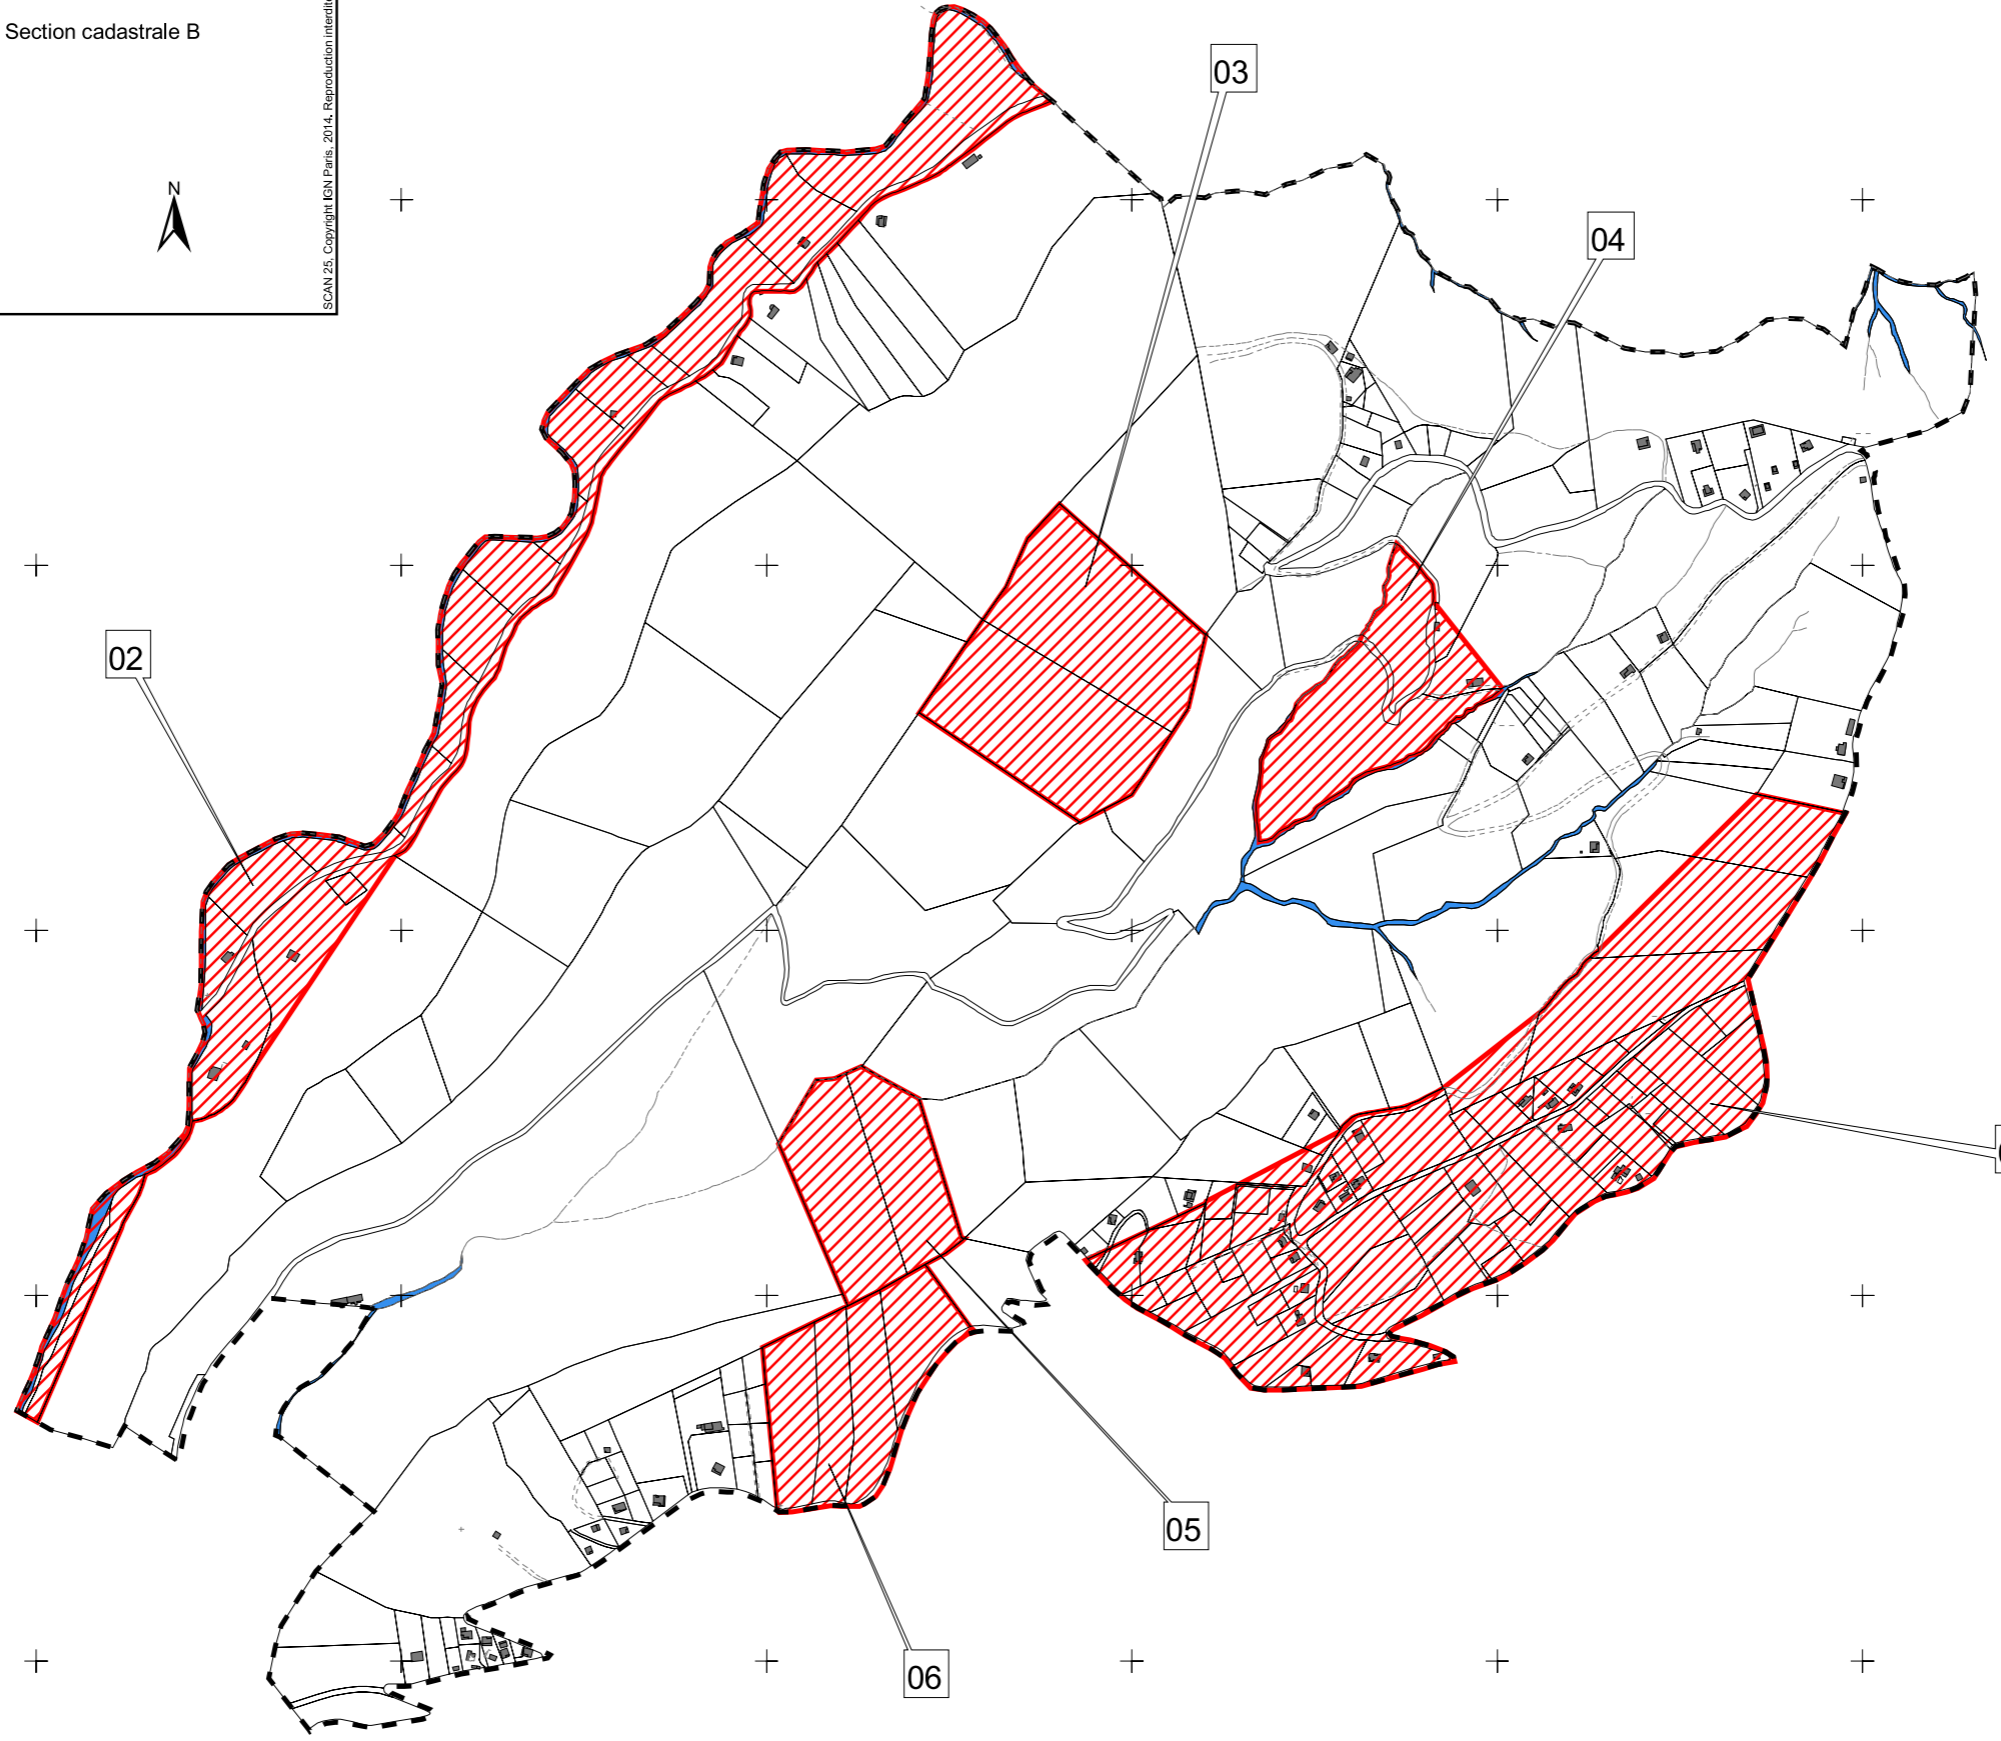 Section cadastrale B
SCAN 25, Copyright IGN Paris, 2014, Reproduction interdite
N
03
04
02
05
06